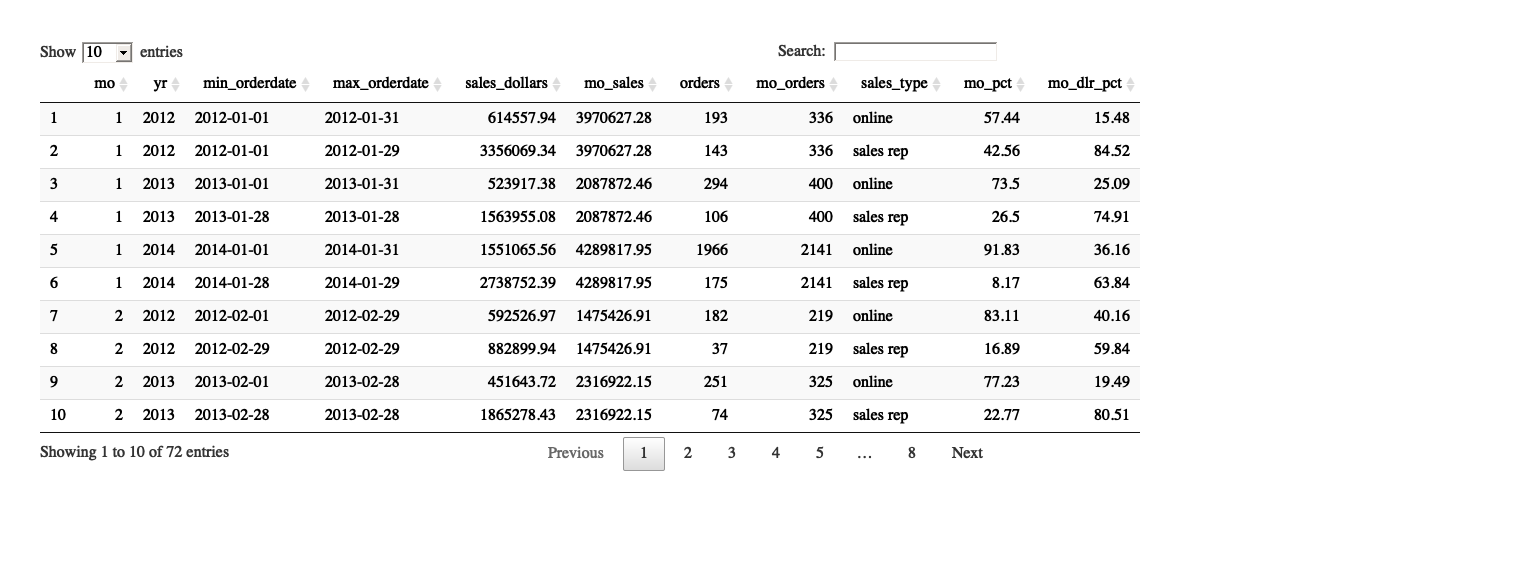 Show 10 entries Search:
mo yr min_orderdate max_orderdate sales_dollars mo_sales orders mo_orders sales_type mo_pct mo_dlr_pct
1 1 2012 2012-01-01 2012-01-31 614557.94 3970627.28 193 336 online 57.44 15.48
2 1 2012 2012-01-01 2012-01-29 3356069.34 3970627.28 143 336 sales rep 42.56 84.52
3 1 2013 2013-01-01 2013-01-31 523917.38 2087872.46 294 400 online 73.5 25.09
4 1 2013 2013-01-28 2013-01-28 1563955.08 2087872.46 106 400 sales rep 26.5 74.91
5 1 2014 2014-01-01 2014-01-31 1551065.56 4289817.95 1966 2141 online 91.83 36.16
6 1 2014 2014-01-28 2014-01-29 2738752.39 4289817.95 175 2141 sales rep 8.17 63.84
7 2 2012 2012-02-01 2012-02-29 592526.97 1475426.91 182 219 online 83.11 40.16
8 2 2012 2012-02-29 2012-02-29 882899.94 1475426.91 37 219 sales rep 16.89 59.84
9 2 2013 2013-02-01 2013-02-28 451643.72 2316922.15 251 325 online 77.23 19.49
10 2 2013 2013-02-28 2013-02-28 1865278.43 2316922.15 74 325 sales rep 22.77 80.51
Showing 1 to 10 of 72 entries Previous 1 2 3 4 5 … 8 Next